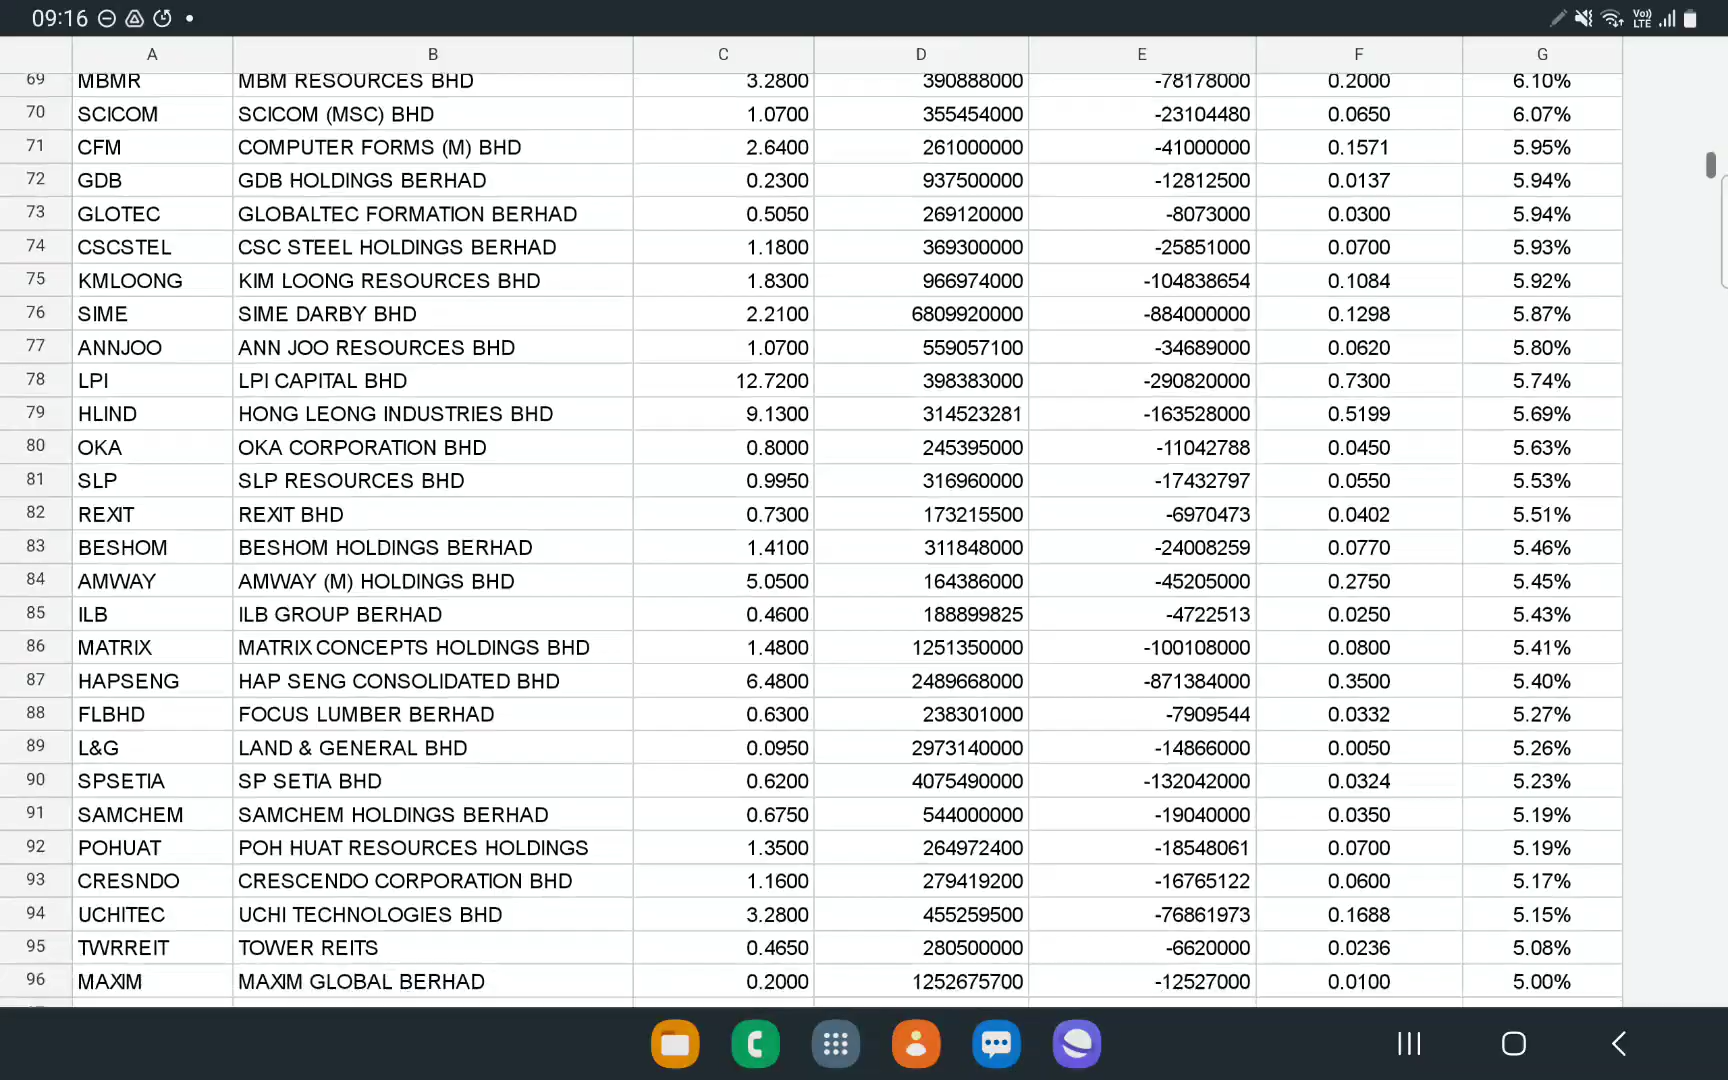 09:16
Vo)) LTE
A B C D E F G
69 MBMR MBM RESOURCES BHD 3.2800 390888000 -78178000 0.2000 6.10%
70 SCICOM SCICOM (MSC) BHD 1.0700 355454000 -23104480 0.0650 6.07%
71 CFM COMPUTER FORMS (M) BHD 2.6400 261000000 -41000000 0.1571 5.95%
72 GDB GDB HOLDINGS BERHAD 0.2300 937500000 -12812500 0.0137 5.94%
73 GLOTEC GLOBALTEC FORMATION BERHAD 0.5050 269120000 -8073000 0.0300 5.94%
74 CSCSTEL CSC STEEL HOLDINGS BERHAD 1.1800 369300000 -25851000 0.0700 5.93%
75 KMLOONG KIM LOONG RESOURCES BHD 1.8300 966974000 -104838654 0.1084 5.92%
76 SIME SIME DARBY BHD 2.2100 6809920000 -884000000 0.1298 5.87%
77 ANNJOO ANN JOO RESOURCES BHD 1.0700 559057100 -34689000 0.0620 5.80%
78 LPI LPI CAPITAL BHD 12.7200 398383000 -290820000 0.7300 5.74%
79 HLIND HONG LEONG INDUSTRIES BHD 9.1300 314523281 -163528000 0.5199 5.69%
80 OKA OKA CORPORATION BHD 0.8000 245395000 -11042788 0.0450 5.63%
81 SLP SLP RESOURCES BHD 0.9950 316960000 -17432797 0.0550 5.53%
82 REXIT REXIT BHD 0.7300 173215500 -6970473 0.0402 5.51%
83 BESHOM BESHOM HOLDINGS BERHAD 1.4100 311848000 -24008259 0.0770 5.46%
84 AMWAY AMWAY (M) HOLDINGS BHD 5.0500 164386000 -45205000 0.2750 5.45%
85 ILB ILB GROUP BERHAD 0.4600 188899825 -4722513 0.0250 5.43%
86 MATRIX MATRIX CONCEPTS HOLDINGS BHD 1.4800 1251350000 -100108000 0.0800 5.41%
87 HAPSENG HAP SENG CONSOLIDATED BHD 6.4800 2489668000 -871384000 0.3500 5.40%
88 FLBHD FOCUS LUMBER BERHAD 0.6300 238301000 -7909544 0.0332 5.27%
89 L&G LAND & GENERAL BHD 0.0950 2973140000 -14866000 0.0050 5.26%
90 SPSETIA SP SETIA BHD 0.6200 4075490000 -132042000 0.0324 5.23%
91 SAMCHEM SAMCHEM HOLDINGS BERHAD 0.6750 544000000 -19040000 0.0350 5.19%
92 POHUAT POH HUAT RESOURCES HOLDINGS 1.3500 264972400 -18548061 0.0700 5.19%
93 CRESNDO CRESCENDO CORPORATION BHD 1.1600 279419200 -16765122 0.0600 5.17%
94 UCHITEC UCHI TECHNOLOGIES BHD 3.2800 455259500 -76861973 0.1688 5.15%
95 TWRREIT TOWER REITS 0.4650 280500000 -6620000 0.0236 5.08%
96 MAXIM MAXIM GLOBAL BERHAD 0.2000 1252675700 -12527000 0.0100 5.00%